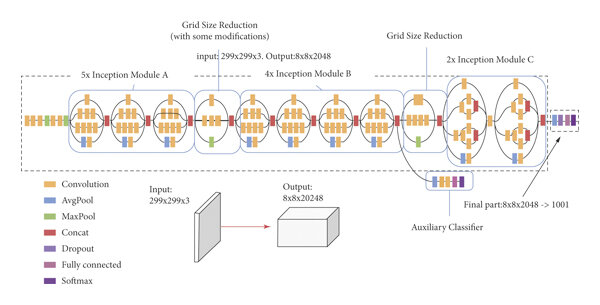 Grid Size Reduction
(with some modifications)
Grid Size Reduction
input: 299x299x3. Output:8x8x2048
5x Inception Module A
4x Inception Module B
2x Inception Module C
Convolution
AvgPool
MaxPool
Concat
Dropout
Fully connected
Softmax
Input:
299x299x3
Output:
8x8x20248
Auxiliary Classifier
Final part:8x8x2048 -> 1001